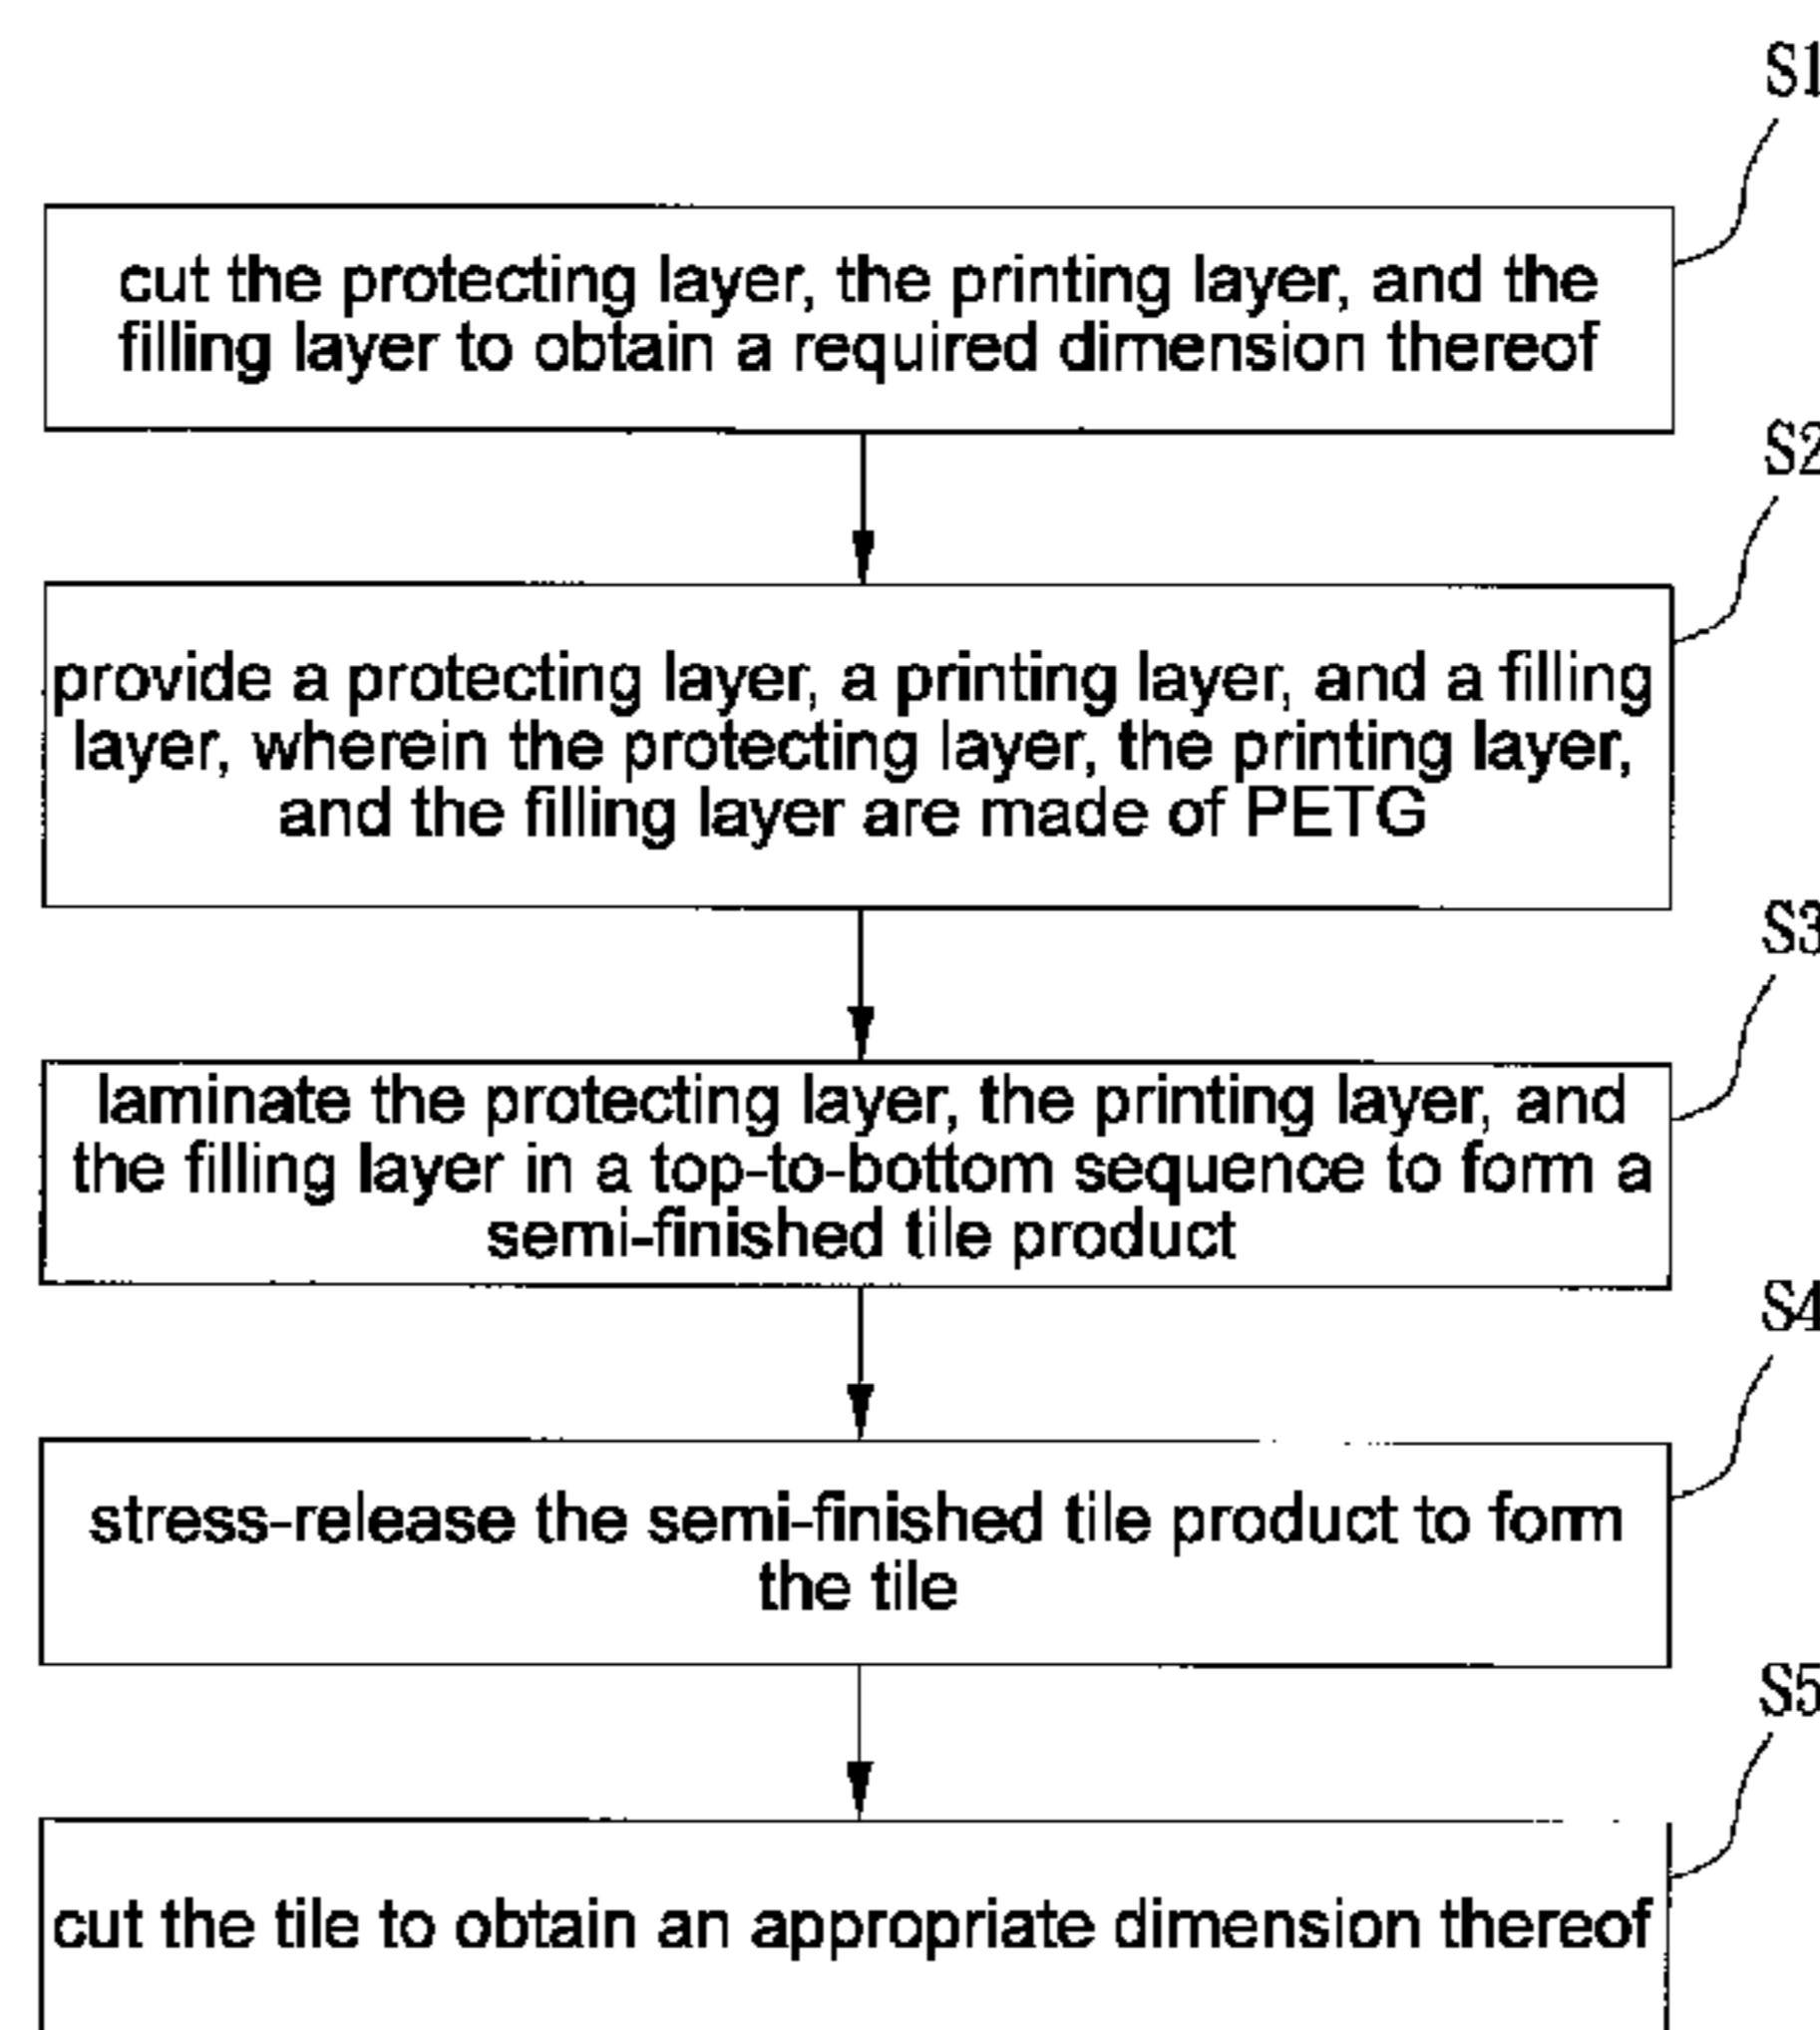 S1
cut the protecting layer, the printing layer, and the
filling layer to obtain a required dimension thereof
S2
provide a protecting layer, a printing layer, and a filling
layer, wherein the protecting layer, the printing layer,
and the filling layer are made of PETG
S3
laminate the protecting layer, the printing layer, and
the filling layer in a top-to-bottom sequence to form a
semi-finished tile product
S4
stress-release the semi-finished tile product to form
the tile
S5
cut the tile to obtain an appropriate dimension thereof